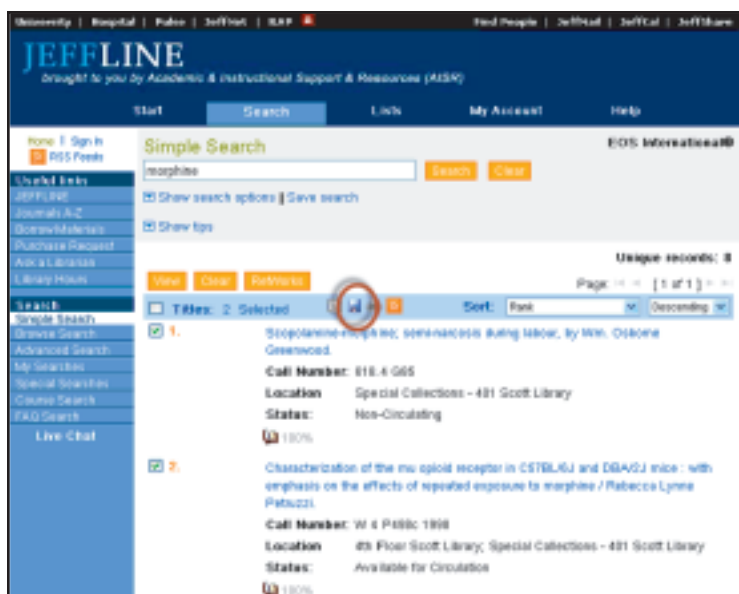 University | Hospital | Pulse | JeffNet | RAP
Find People | JeffMail | JeffCal | JeffShare
JEFFLINE
brought to you by Academic & Instructional Support & Resources (AISR)
Start Search Lists My Account Help
Home | Sign In
RSS Feeds
Useful links
JEFFLINE
Journals A-Z
Borrow Materials
Purchase Request
Ask a Librarian
Library Hours
Search
Simple Search
Browse Search
Advanced Search
My Searches
Special Searches
Course Search
FAQ Search
Live Chat
Simple Search
EOS International®
morphine Search Clear
Show search options | Save search
Show tips
Unique records: 8
View Clear RefWorks
Page: [1 of 1]
Titles: 2 Selected Sort: Rank Descending
1. Scopolamine-morphine; semi-narcosis during labour, by Wm. Osborne
Greenwood.
Call Number: 618.4 G85
Location Special Collections - 401 Scott Library
Status: Non-Circulating
100%
2. Characterization of the mu opioid receptor in C57BL/6J and DBA/2J mice : with
emphasis on the effects of repeated exposure to morphine / Rebecca Lynne
Petruzzi.
Call Number: W 4 P498c 1998
Location 4th Floor Scott Library; Special Collections - 401 Scott Library
Status: Available for Circulation
100%